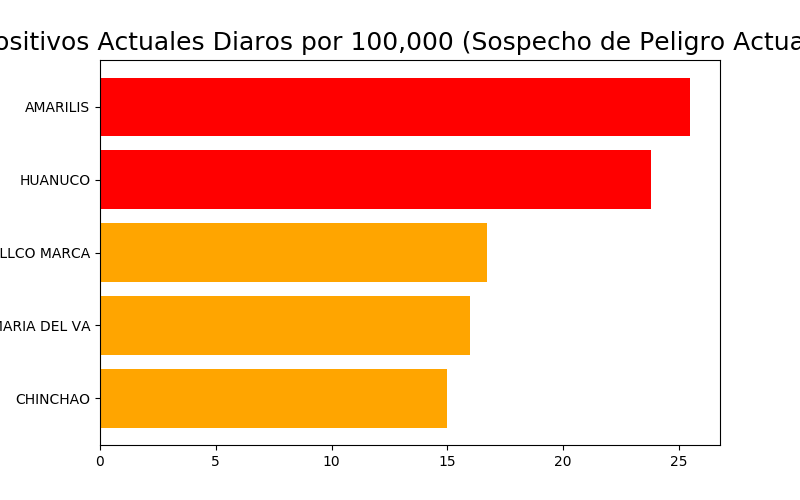 ositivos Actuales Diaros por 100,000 (Sospecho de Peligro Actua
AMARILIS
HUANUCO
LLCO MARCA
MARIA DEL VA
CHINCHAO
0 5 10 15 20 25